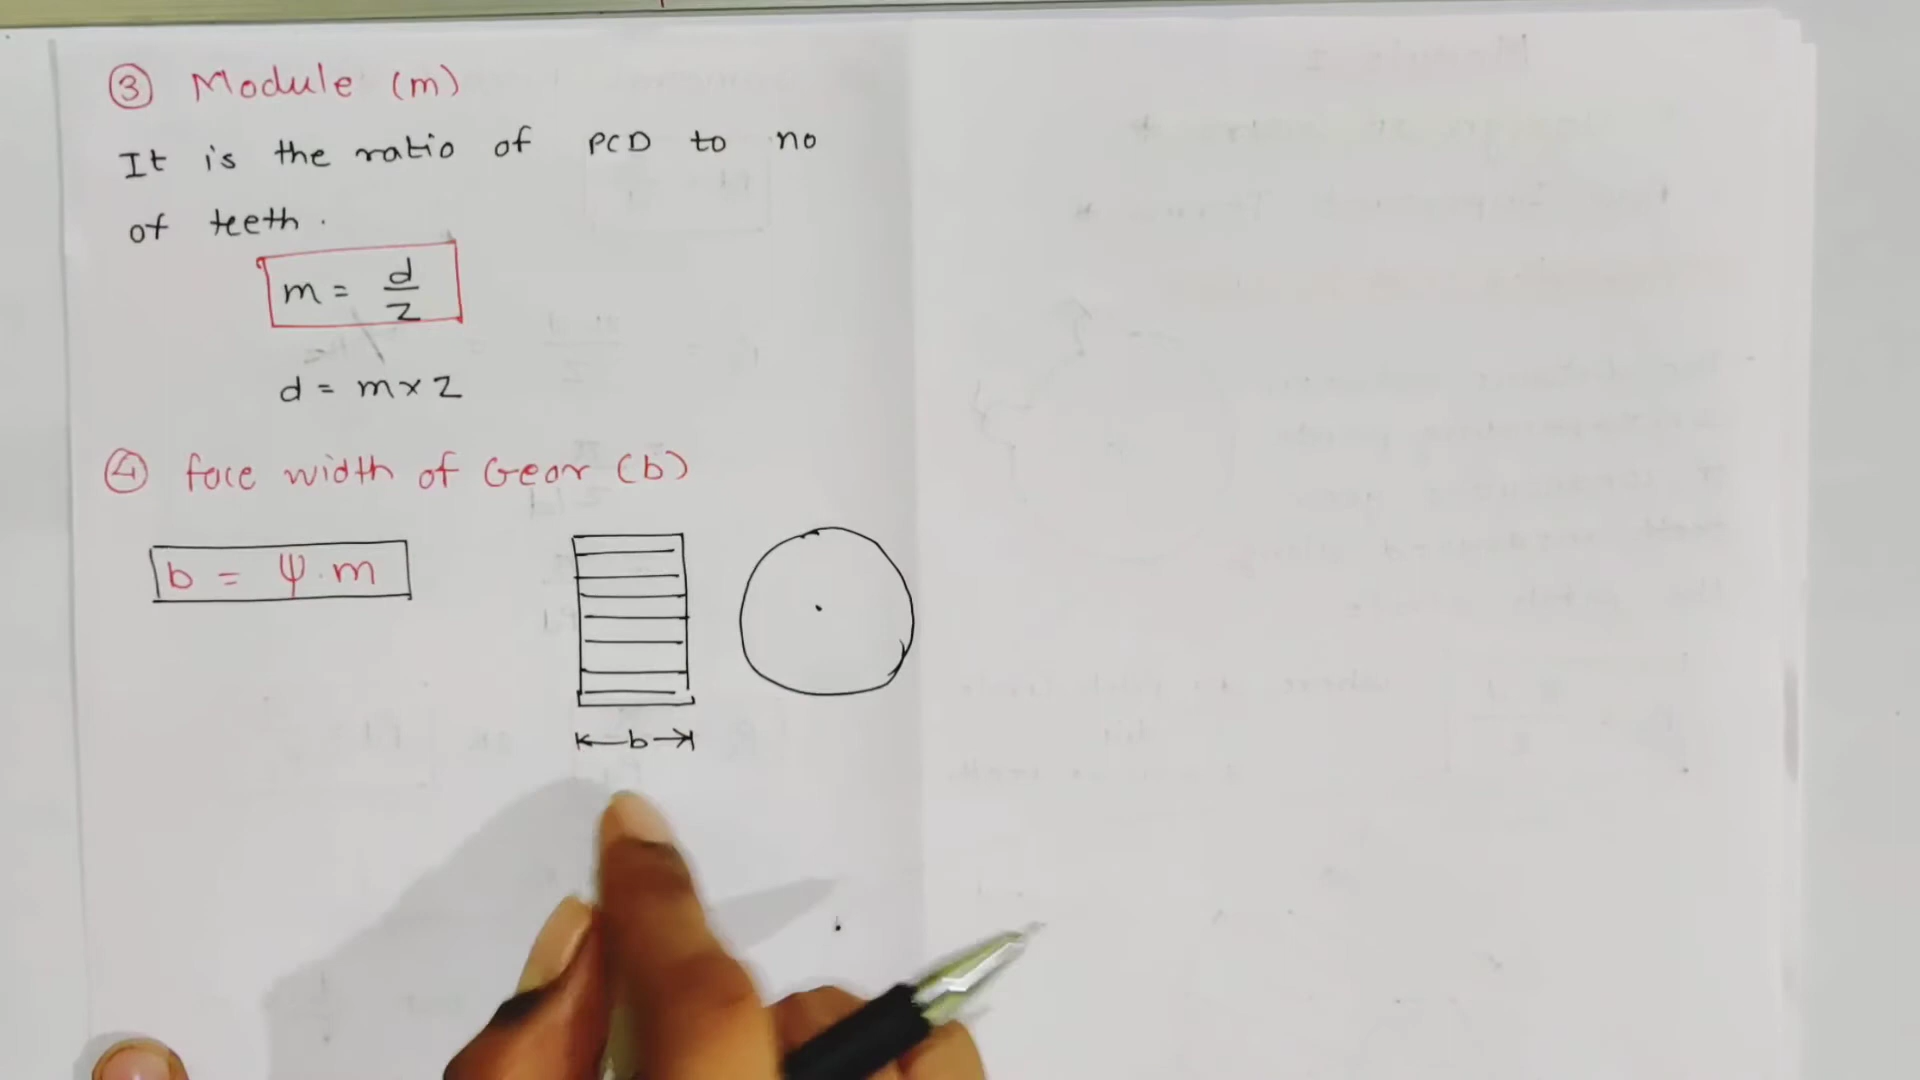 ③ Module (m)
It is the ratio of PCD to no
of teeth.
m = d/z
d = m × z
④ face width of Gear (b)
b = ψ.m
b